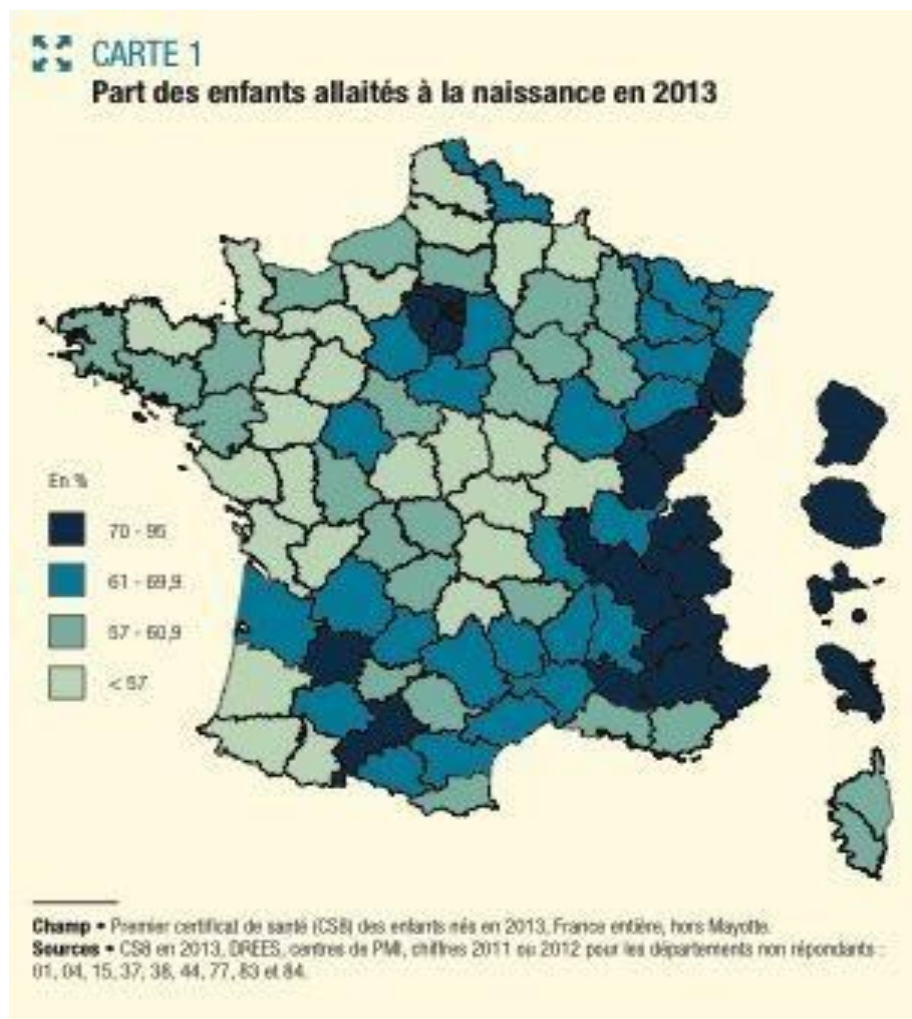 CARTE 1
Part des enfants allaités à la naissance en 2013
En %
70 - 95
61 - 69,9
57 - 60,9
< 57
Champ • Premier certificat de santé (CS8) des enfants nés en 2013, France entière, hors Mayotte.
Sources • CS8 en 2013, DREES, centres de PMI, chiffres 2011 ou 2012 pour les départements non répondants :
01, 04, 15, 37, 38, 44, 77, 83 et 84.